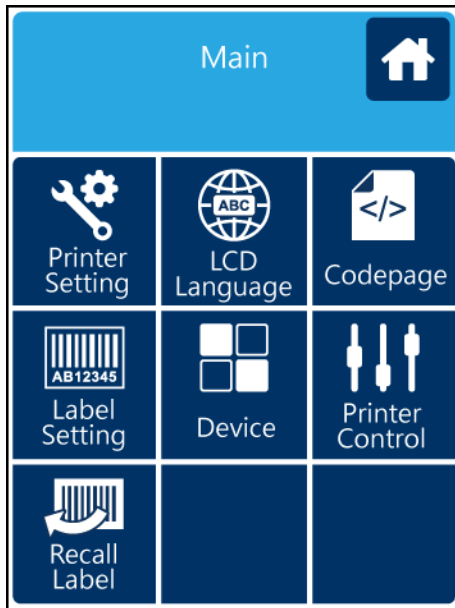 Main
Printer
Setting
ABC
LCD
Language
</>
Codepage
AB12345
Label
Setting
Device
Printer
Control
Recall
Label